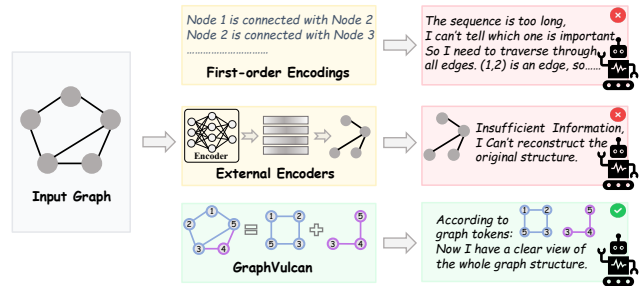 Input Graph
Node 1 is connected with Node 2
Node 2 is connected with Node 3
..............................
First-order Encodings
The sequence is too long,
I can't tell which one is important,
So I need to traverse through
all edges. (1,2) is an edge, so......
Encoder
External Encoders
Insufficient Information,
I Can't reconstruct the
original structure.
1
2
5
3
4
=
1
2
5
3
+
5
3
4
GraphVulcan
According to
graph tokens:
1
2
5
3
5
3
4
Now I have a clear view of
the whole graph structure.